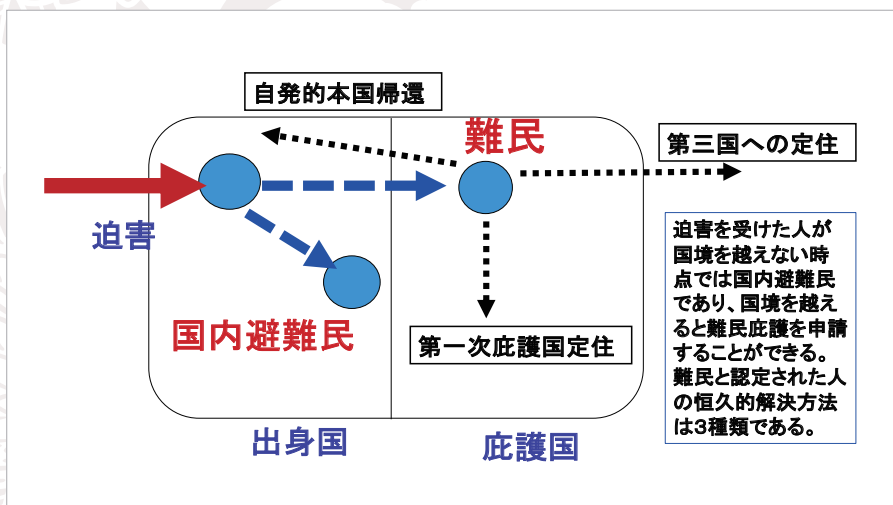 自発的本国帰還
難民
第三国への定住
迫害
国内避難民
第一次庇護国定住
出身国
庇護国
迫害を受けた人が
国境を越えない時
点では国内避難民
であり、国境を越え
ると難民庇護を申請
することができる。
難民と認定された人
の恒久的解決方法
は3種類である。